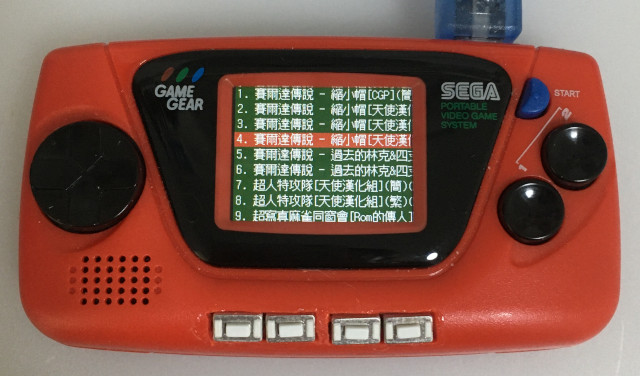 GAME
GEAR
1. 賽爾達傳說 - 縮小帽[CGP](簡
2. 賽爾達傳說 - 縮小帽[天使漢化
3. 賽爾達傳說 - 縮小帽[天使漢化
4. 賽爾達傳說 - 縮小帽[天使漢化
5. 賽爾達傳說 - 過去的林克&四支
6. 賽爾達傳說 - 過去的林克&四支
7. 超人特攻隊[天使漢化組](簡)(
8. 超人特攻隊[天使漢化組](繁)(
9. 超寫真麻雀同窗會[Rom的傳人]
SEGA
PORTABLE
VIDEO GAME
SYSTEM
START
2
1